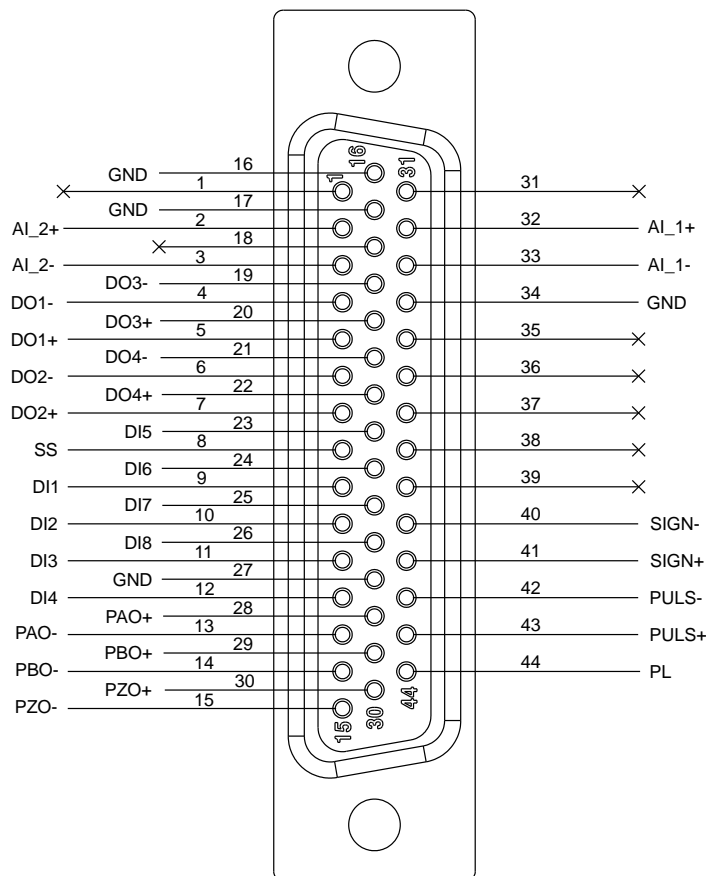 16 31
1
GND 16
1 31
GND 17
AI_2+ 2 32 AI_1+
18
AI_2- 3 33 AI_1-
DO3- 19
DO1- 4 34 GND
DO3+ 20
DO1+ 5 35
DO4- 21
DO2- 6 36
DO4+ 22
DO2+ 7 37
DI5 23
SS 8 38
DI6 24
DI1 9 39
DI7 25
DI2 10 40 SIGN-
DI8 26
DI3 11 41 SIGN+
GND 27
DI4 12 42 PULS-
PAO+ 28
PAO- 13 43 PULS+
PBO+ 29
PBO- 14 44 PL
PZO+ 30
PZO- 15
15 30 44